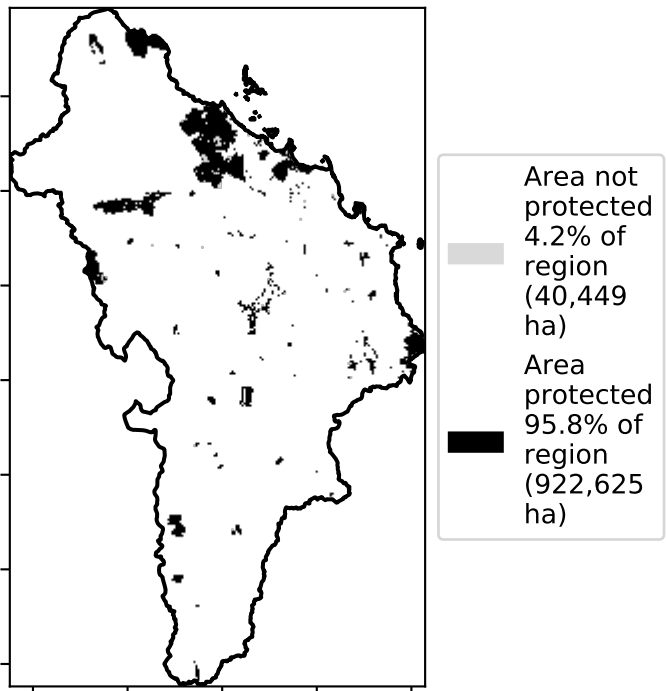 Area not
protected
4.2% of
region
(40,449
ha)
Area
protected
95.8% of
region
(922,625
ha)